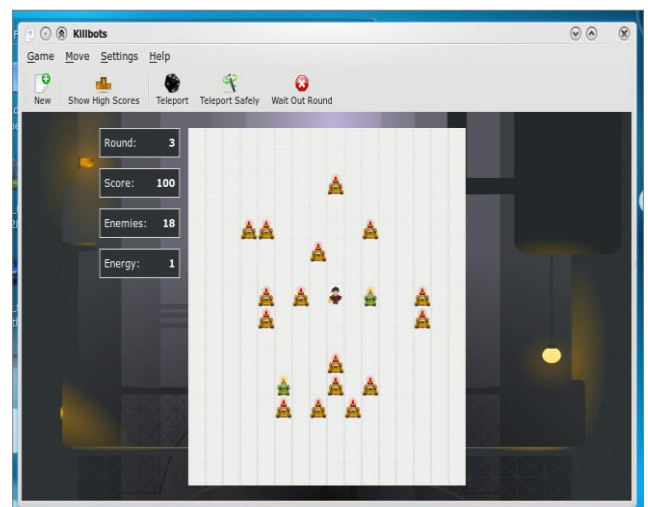 Killbots
Game Move Settings Help
New Show High Scores Teleport Teleport Safely Wait Out Round
Round: 3
Score: 100
Enemies: 18
Energy: 1